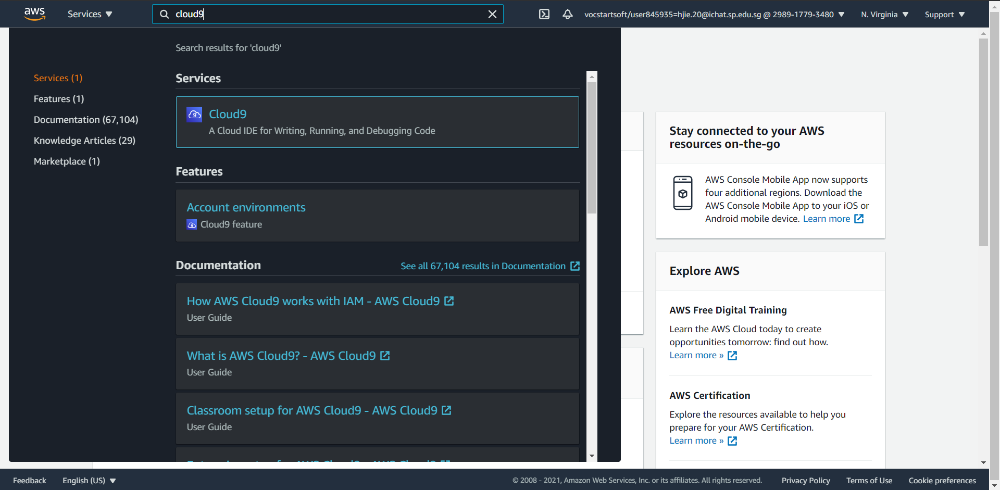 aws
Services
cloud9
vocstartsoft/user845935=hjie.20@ichat.sp.edu.sg @ 2989-1779-3480
N. Virginia
Support
Search results for 'cloud9'
Services (1)
Features (1)
Documentation (67,104)
Knowledge Articles (29)
Marketplace (1)
Services
Cloud9
A Cloud IDE for Writing, Running, and Debugging Code
Features
Account environments
Cloud9 feature
Documentation
See all 67,104 results in Documentation
How AWS Cloud9 works with IAM - AWS Cloud9
User Guide
What is AWS Cloud9? - AWS Cloud9
User Guide
Classroom setup for AWS Cloud9 - AWS Cloud9
User Guide
Stay connected to your AWS
resources on-the-go
AWS Console Mobile App now supports
four additional regions. Download the
AWS Console Mobile App to your iOS or
Android mobile device. Learn more
Explore AWS
AWS Free Digital Training
Learn the AWS Cloud today to create
opportunities tomorrow: find out how.
Learn more »
AWS Certification
Explore the resources available to help you
prepare for your AWS Certification.
Learn more »
Feedback
English (US)
© 2008 - 2021, Amazon Web Services, Inc. or its affiliates. All rights reserved.
Privacy Policy
Terms of Use
Cookie preferences